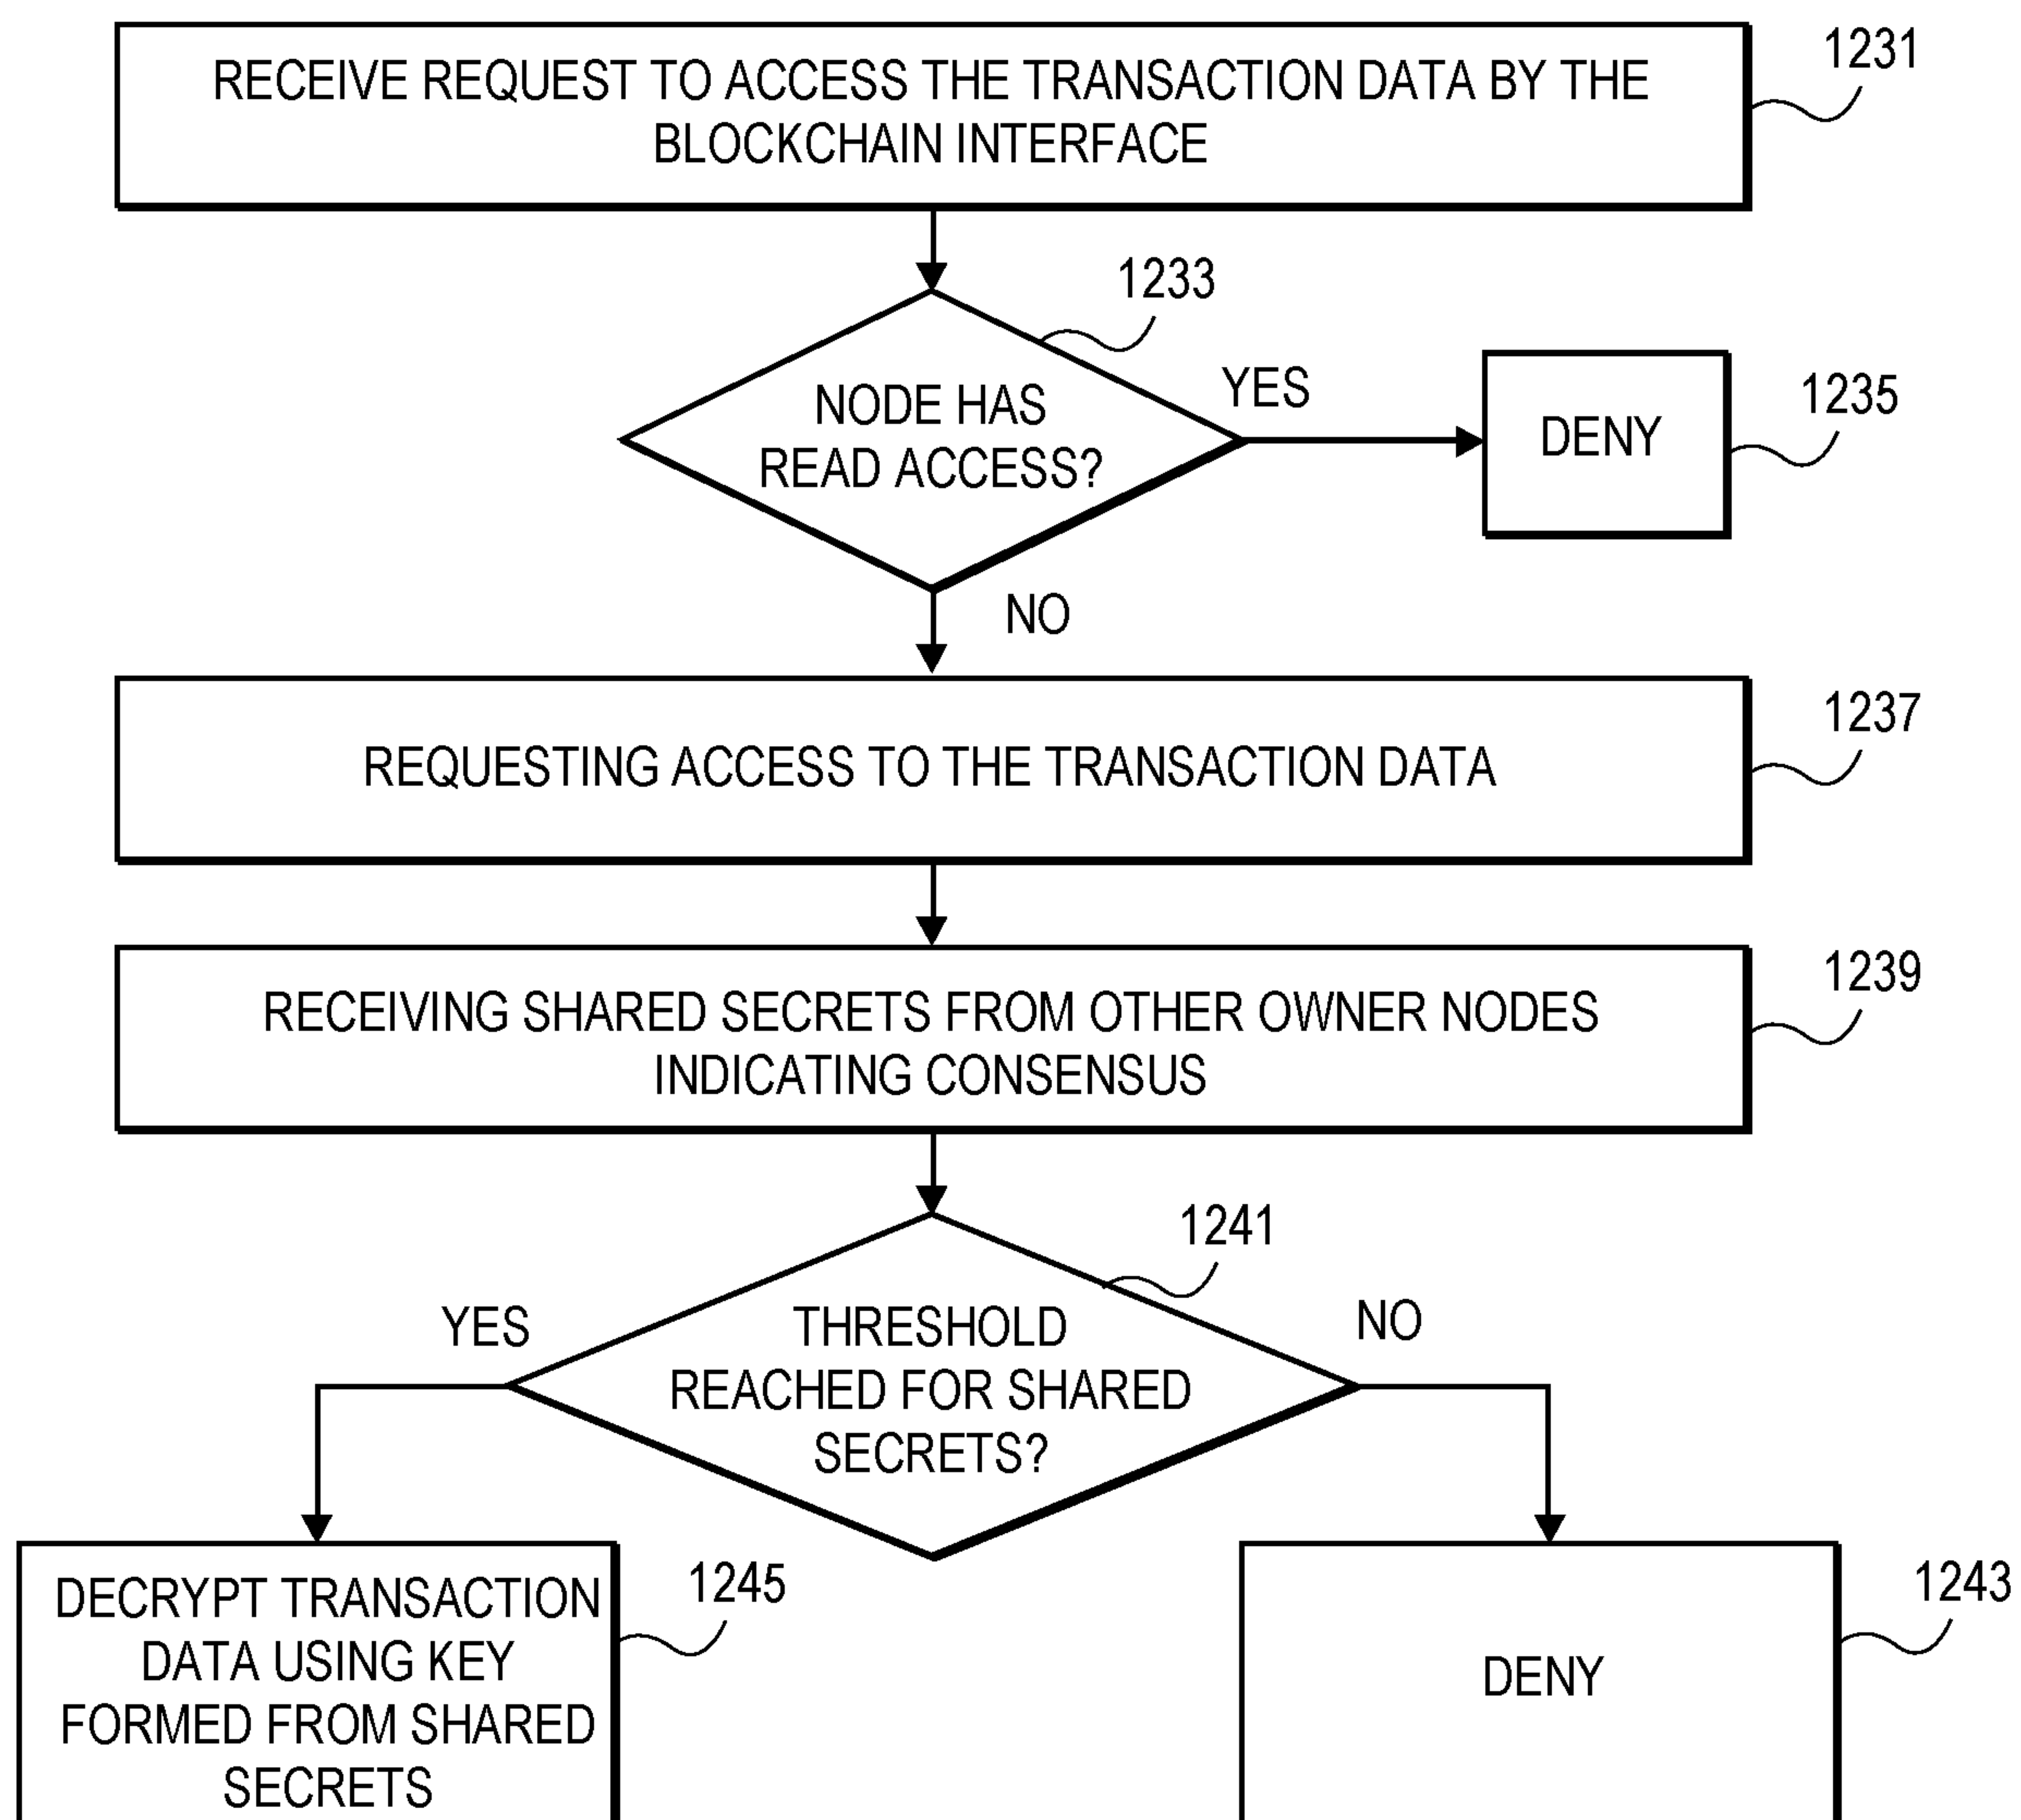 RECEIVE REQUEST TO ACCESS THE TRANSACTION DATA BY THE
BLOCKCHAIN INTERFACE
1231
1233
NODE HAS
READ ACCESS?
YES
DENY
1235
NO
REQUESTING ACCESS TO THE TRANSACTION DATA
1237
RECEIVING SHARED SECRETS FROM OTHER OWNER NODES
INDICATING CONSENSUS
1239
1241
YES
THRESHOLD
REACHED FOR SHARED
SECRETS?
NO
DECRYPT TRANSACTION
DATA USING KEY
FORMED FROM SHARED
SECRETS
1245
DENY
1243